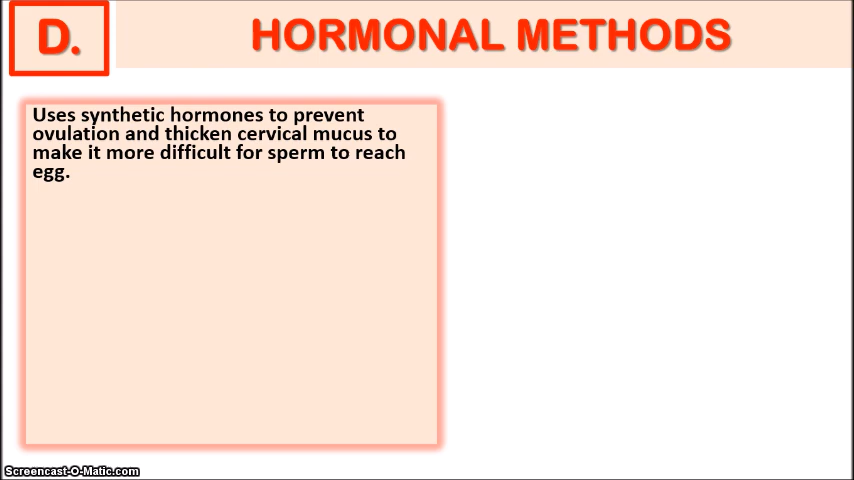 D.
HORMONAL METHODS
Uses synthetic hormones to prevent
ovulation and thicken cervical mucus to
make it more difficult for sperm to reach
egg.
Screencast-O-Matic.com